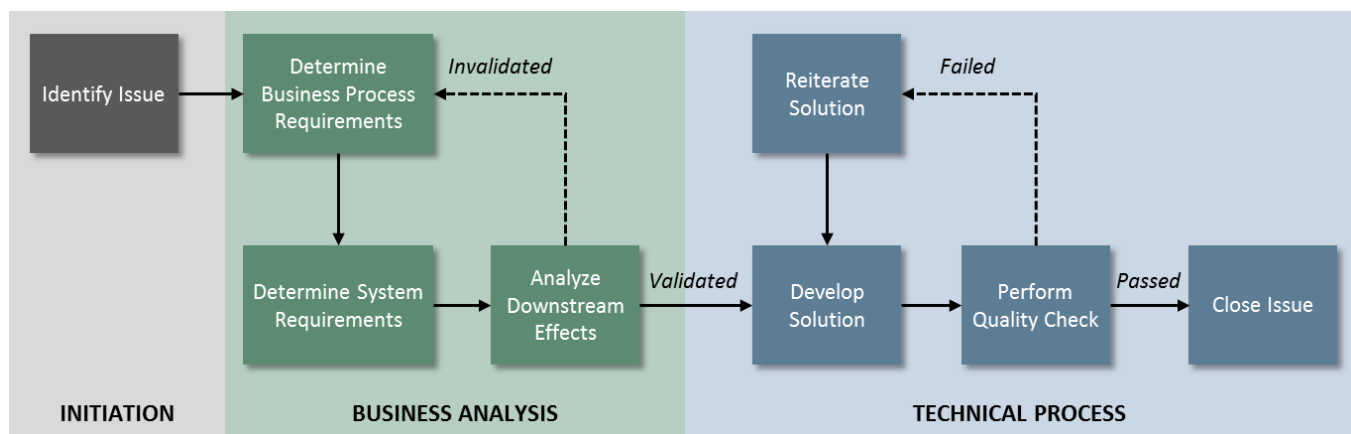 Identify Issue
Determine
Business Process
Requirements
Invalidated
Determine System
Requirements
Analyze
Downstream
Effects
Validated
Reiterate
Solution
Failed
Develop
Solution
Perform
Quality Check
Passed
Close Issue
INITIATION
BUSINESS ANALYSIS
TECHNICAL PROCESS